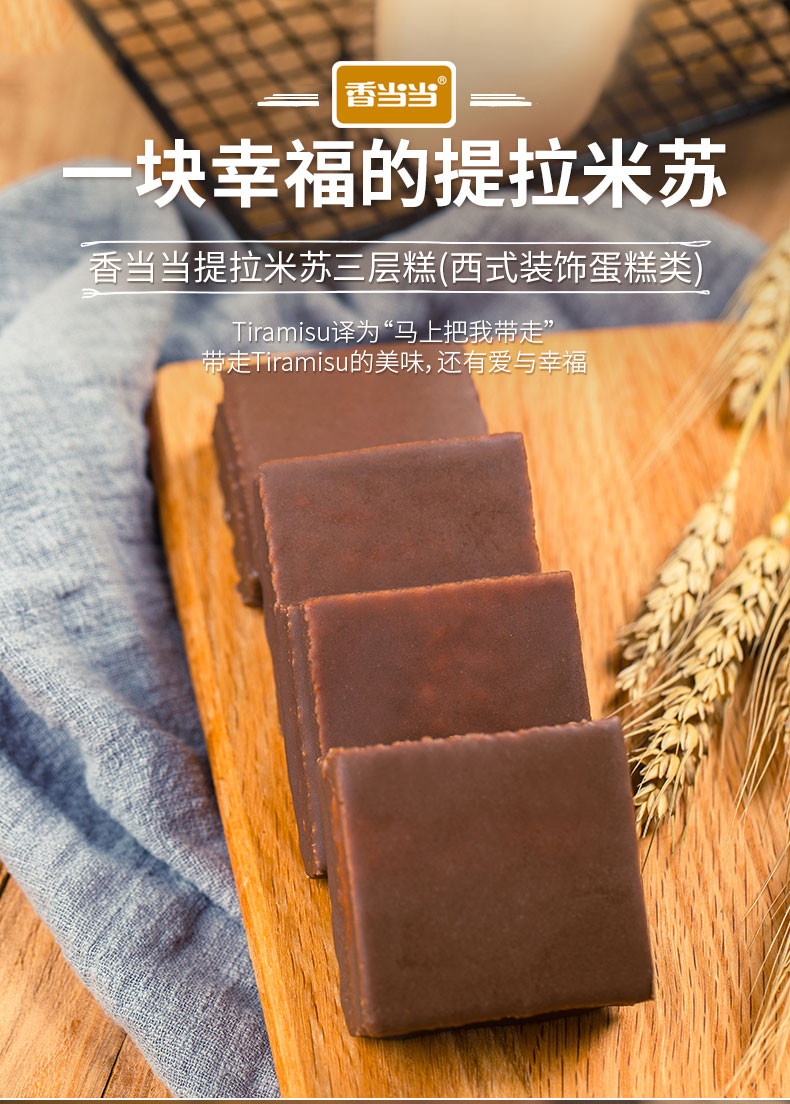 香当当®
一块幸福的提拉米苏
香当当提拉米苏三层糕(西式装饰蛋糕类)
Tiramisu译为“马上把我带走”
带走Tiramisu的美味,还有爱与幸福